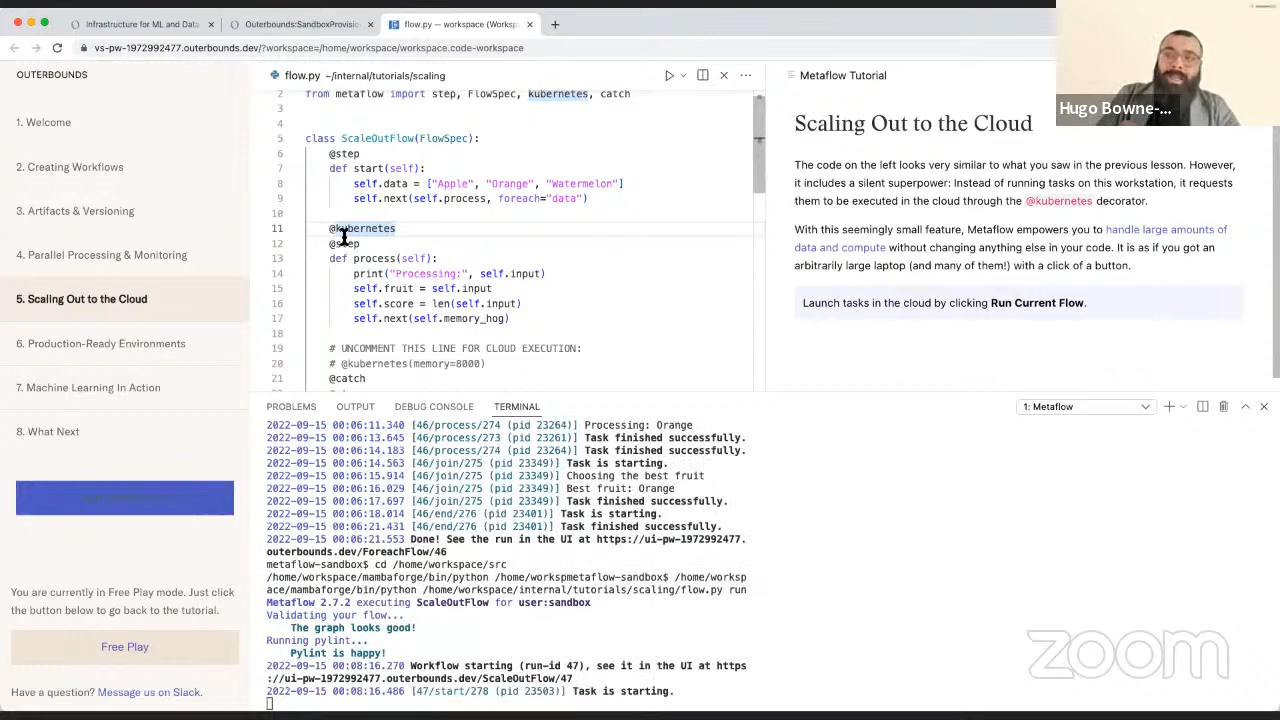 Infrastructure for ML and Data
Outerbounds:SandboxProvisio
flow.py — workspace (Worksp
vs-pw-1972992477.outerbounds.dev/?workspace=/home/workspace/workspace.code-workspace
Hugo Bowne-...
OUTERBOUNDS
1. Welcome
2. Creating Workflows
3. Artifacts & Versioning
4. Parallel Processing & Monitoring
5. Scaling Out to the Cloud
6. Production-Ready Environments
7. Machine Learning In Action
8. What Next
You are currently in Free Play mode. Just click
the button below to go back to the tutorial.
Free Play
Have a question? Message us on Slack.
flow.py ~/internal/tutorials/scaling
2 from metaflow import step, FlowSpec, kubernetes, catch
3
4
5 class ScaleOutFlow(FlowSpec):
6 @step
7 def start(self):
8 self.data = ["Apple", "Orange", "Watermelon"]
9 self.next(self.process, foreach="data")
10
11 @kubernetes
12 @step
13 def process(self):
14 print("Processing:", self.input)
15 self.fruit = self.input
16 self.score = len(self.input)
17 self.next(self.memory_hog)
18
19 # UNCOMMENT THIS LINE FOR CLOUD EXECUTION:
20 # @kubernetes(memory=8000)
21 @catch
Metaflow Tutorial
Scaling Out to the Cloud
The code on the left looks very similar to what you saw in the previous lesson. However,
it includes a silent superpower: Instead of running tasks on this workstation, it requests
them to be executed in the cloud through the @kubernetes decorator.
With this seemingly small feature, Metaflow empowers you to handle large amounts of
data and compute without changing anything else in your code. It is as if you got an
arbitrarily large laptop (and many of them!) with a click of a button.
Launch tasks in the cloud by clicking Run Current Flow.
PROBLEMS OUTPUT DEBUG CONSOLE TERMINAL
1: Metaflow
2022-09-15 00:06:11.340 [46/process/274 (pid 23264)] Processing: Orange
2022-09-15 00:06:13.645 [46/process/273 (pid 23261)] Task finished successfully.
2022-09-15 00:06:14.183 [46/process/274 (pid 23264)] Task finished successfully.
2022-09-15 00:06:14.563 [46/join/275 (pid 23349)] Task is starting.
2022-09-15 00:06:15.914 [46/join/275 (pid 23349)] Choosing the best fruit
2022-09-15 00:06:16.029 [46/join/275 (pid 23349)] Best fruit: Orange
2022-09-15 00:06:17.697 [46/join/275 (pid 23349)] Task finished successfully.
2022-09-15 00:06:18.014 [46/end/276 (pid 23401)] Task is starting.
2022-09-15 00:06:21.431 [46/end/276 (pid 23401)] Task finished successfully.
2022-09-15 00:06:21.553 Done! See the run in the UI at https://ui-pw-1972992477.
outerbounds.dev/ForeachFlow/46
metaflow-sandbox$ cd /home/workspace/src
/home/workspace/mambaforge/bin/python /home/workspmetaflow-sandbox$ /home/worksp
ace/mambaforge/bin/python /home/workspace/internal/tutorials/scaling/flow.py run
Metaflow 2.7.2 executing ScaleOutFlow for user:sandbox
Validating your flow...
The graph looks good!
Running pylint...
Pylint is happy!
2022-09-15 00:08:16.270 Workflow starting (run-id 47), see it in the UI at https
://ui-pw-1972992477.outerbounds.dev/ScaleOutFlow/47
2022-09-15 00:08:16.486 [47/start/278 (pid 23503)] Task is starting.
zoom